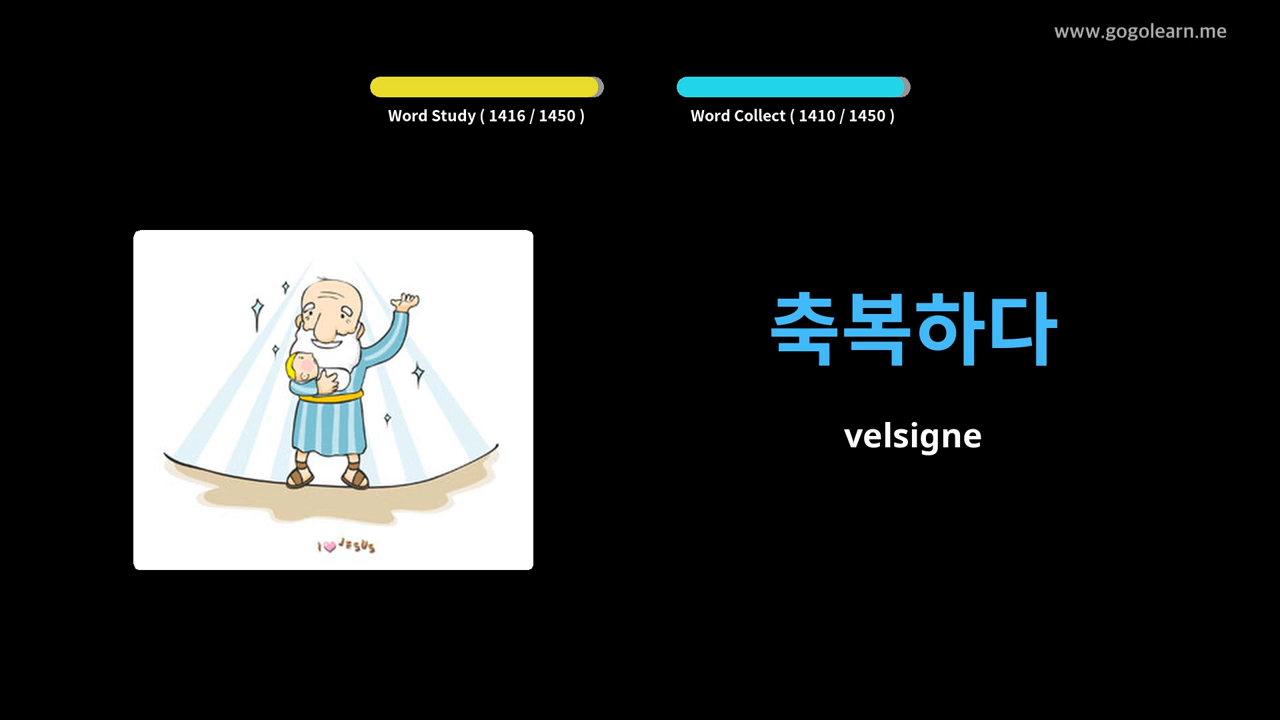 www.gogolearn.me
Word Study ( 1416 / 1450 )
Word Collect ( 1410 / 1450 )
축복하다
velsigne
I JESUS